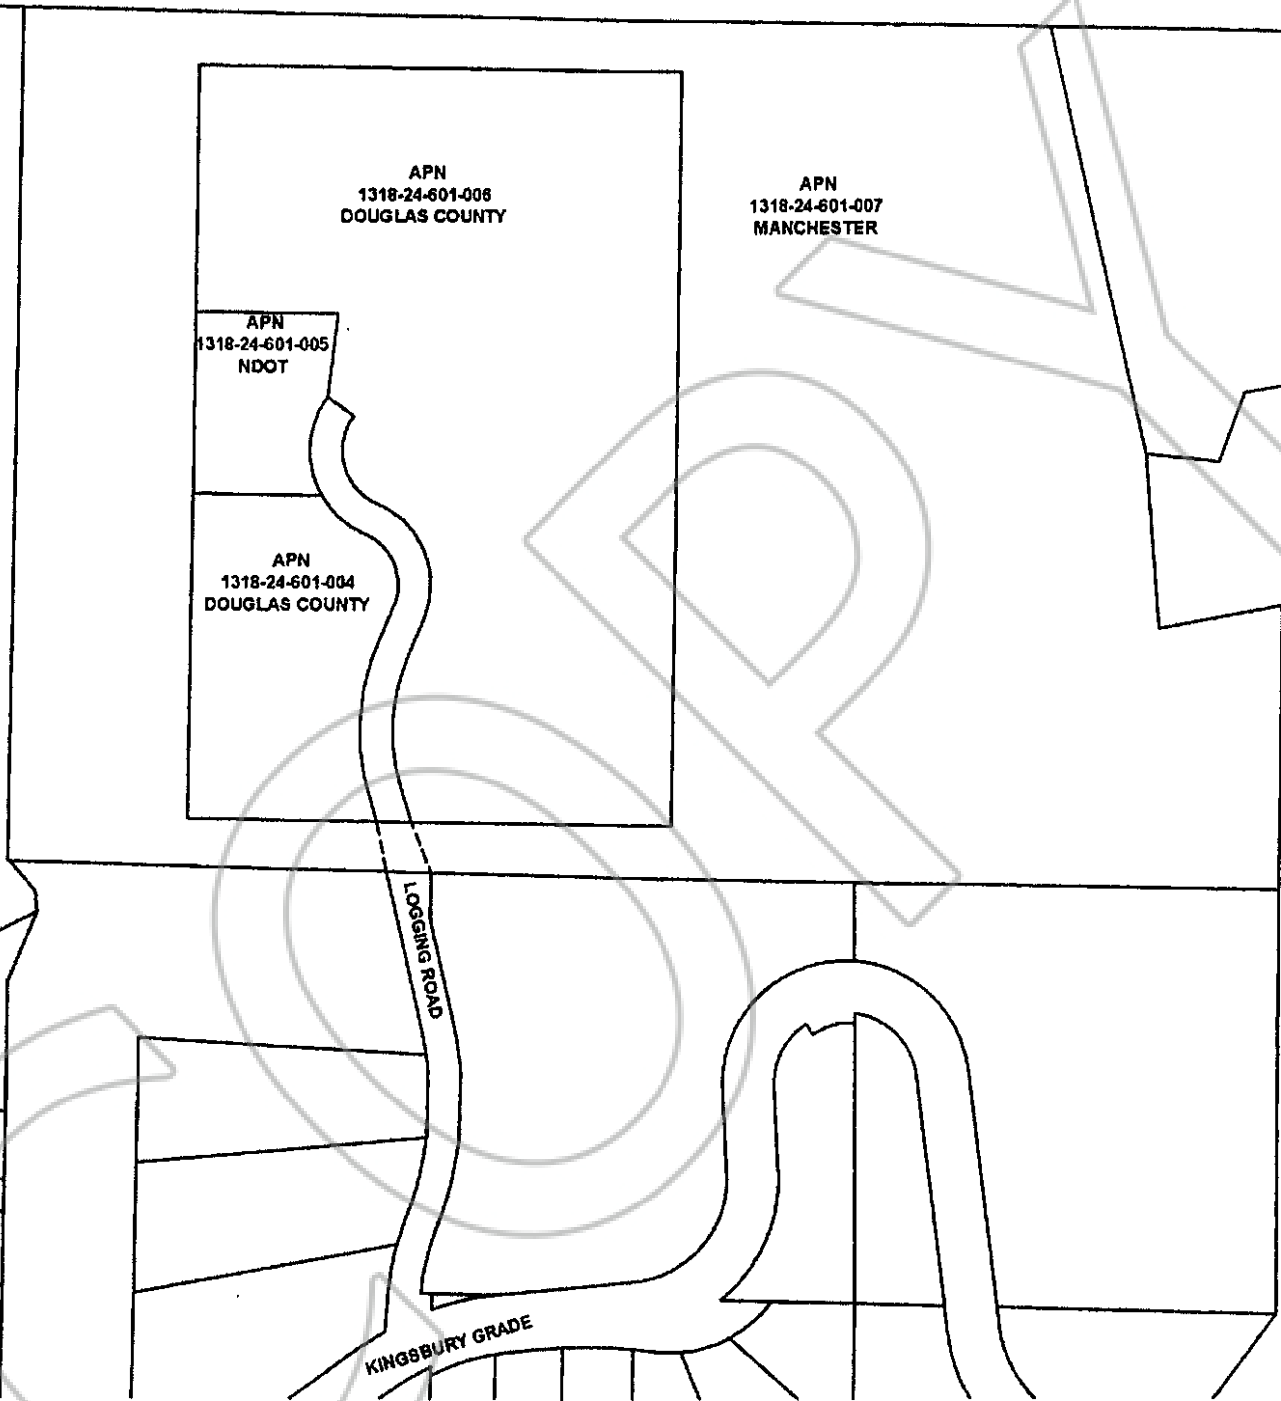 APN
1318-24-601-006
DOUGLAS COUNTY
APN
1318-24-601-007
MANCHESTER
APN
1318-24-601-005
NDOT
APN
1318-24-601-004
DOUGLAS COUNTY
LOGGING ROAD
KINGSBURY GRADE
COPY